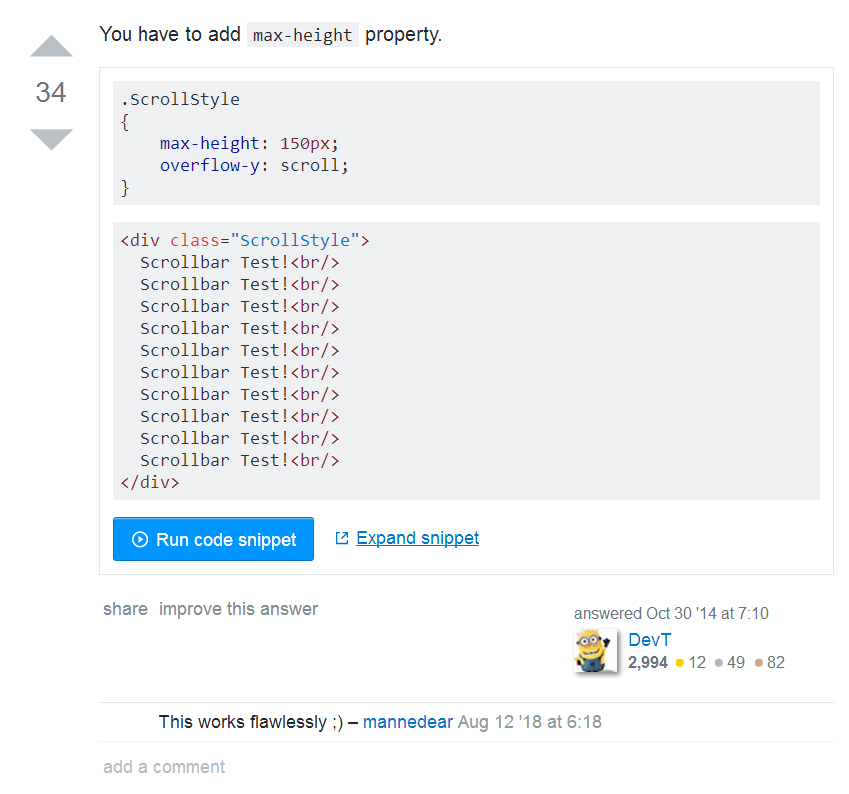 You have to add max-height property.
34
.ScrollStyle
{
    max-height: 150px;
    overflow-y: scroll;
}
<div class="ScrollStyle">
  Scrollbar Test!<br/>
  Scrollbar Test!<br/>
  Scrollbar Test!<br/>
  Scrollbar Test!<br/>
  Scrollbar Test!<br/>
  Scrollbar Test!<br/>
  Scrollbar Test!<br/>
  Scrollbar Test!<br/>
  Scrollbar Test!<br/>
  Scrollbar Test!<br/>
</div>
Run code snippet Expand snippet
share improve this answer
answered Oct 30 '14 at 7:10
DevT
2,994 12 49 82
This works flawlessly ;) – mannedear Aug 12 '18 at 6:18
add a comment